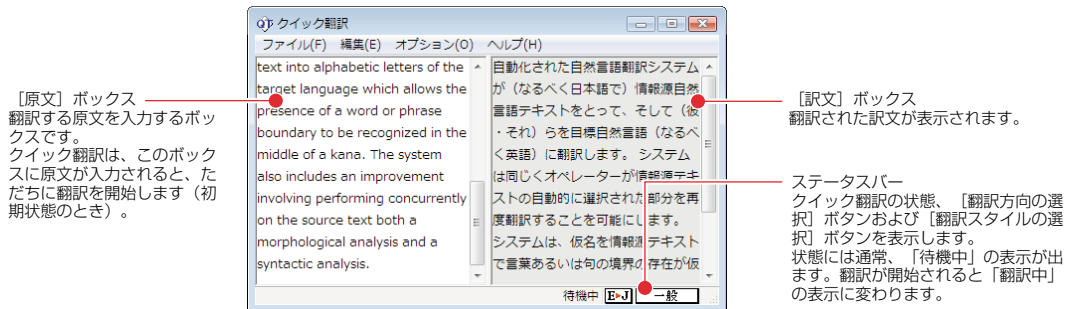 クイック翻訳
ファイル(F) 編集(E) オプション(O) ヘルプ(H)
text into alphabetic letters of the
target language which allows the
presence of a word or phrase
boundary to be recognized in the
middle of a kana. The system
also includes an improvement
involving performing concurrently
on the source text both a
morphological analysis and a
syntactic analysis.
自動化された自然言語翻訳システム
が（なるべく日本語で）情報源自然
言語テキストをとって、そして（彼
・それ）らを目標自然言語（なるべ
く英語）に翻訳します。 システム
は同じくオペレーターが情報源テキ
ストの自動的に選択された部分を再
度翻訳することを可能にします。
システムは、仮名を情報源テキスト
で言葉あるいは句の境界の存在が仮
待機中 E▶J 一般
［原文］ボックス
翻訳する原文を入力するボッ
クスです。
クイック翻訳は、このボック
スに原文が入力されると、た
だちに翻訳を開始します（初
期状態のとき）。
［訳文］ボックス
翻訳された訳文が表示されます。
ステータスバー
クイック翻訳の状態、［翻訳方向の選
択］ボタンおよび［翻訳スタイルの選
択］ボタンを表示します。
状態には通常、「待機中」の表示が出
ます。翻訳が開始されると「翻訳中」
の表示に変わります。